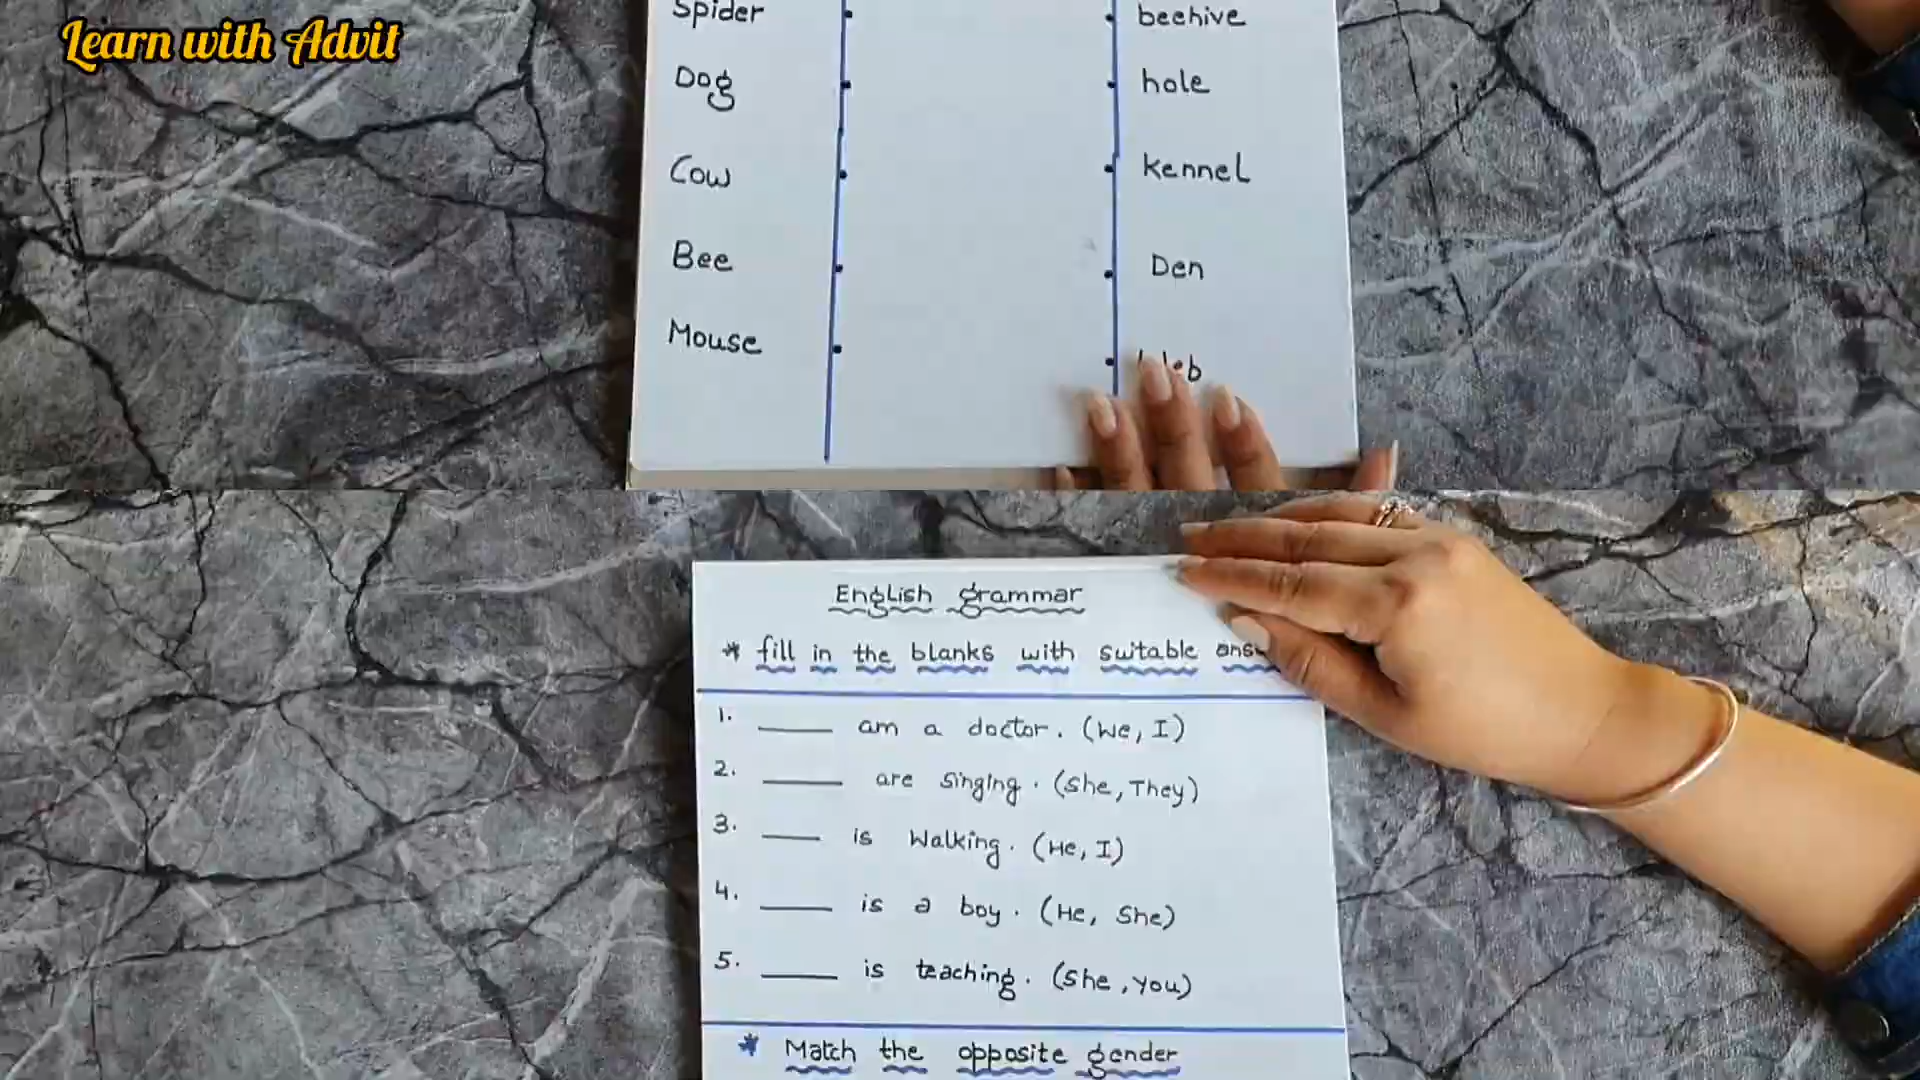 Learn with Advit
Spider beehive
Dog hole
Cow Kennel
Bee Den
Mouse
English grammar
* fill in the blanks with suitable
1. ____ am a doctor. (We, I)
2. ____ are singing. (She, They)
3. ____ is walking. (He, I)
4. ____ is a boy. (He, She)
5. ____ is teaching. (She, you)
* Match the opposite gender